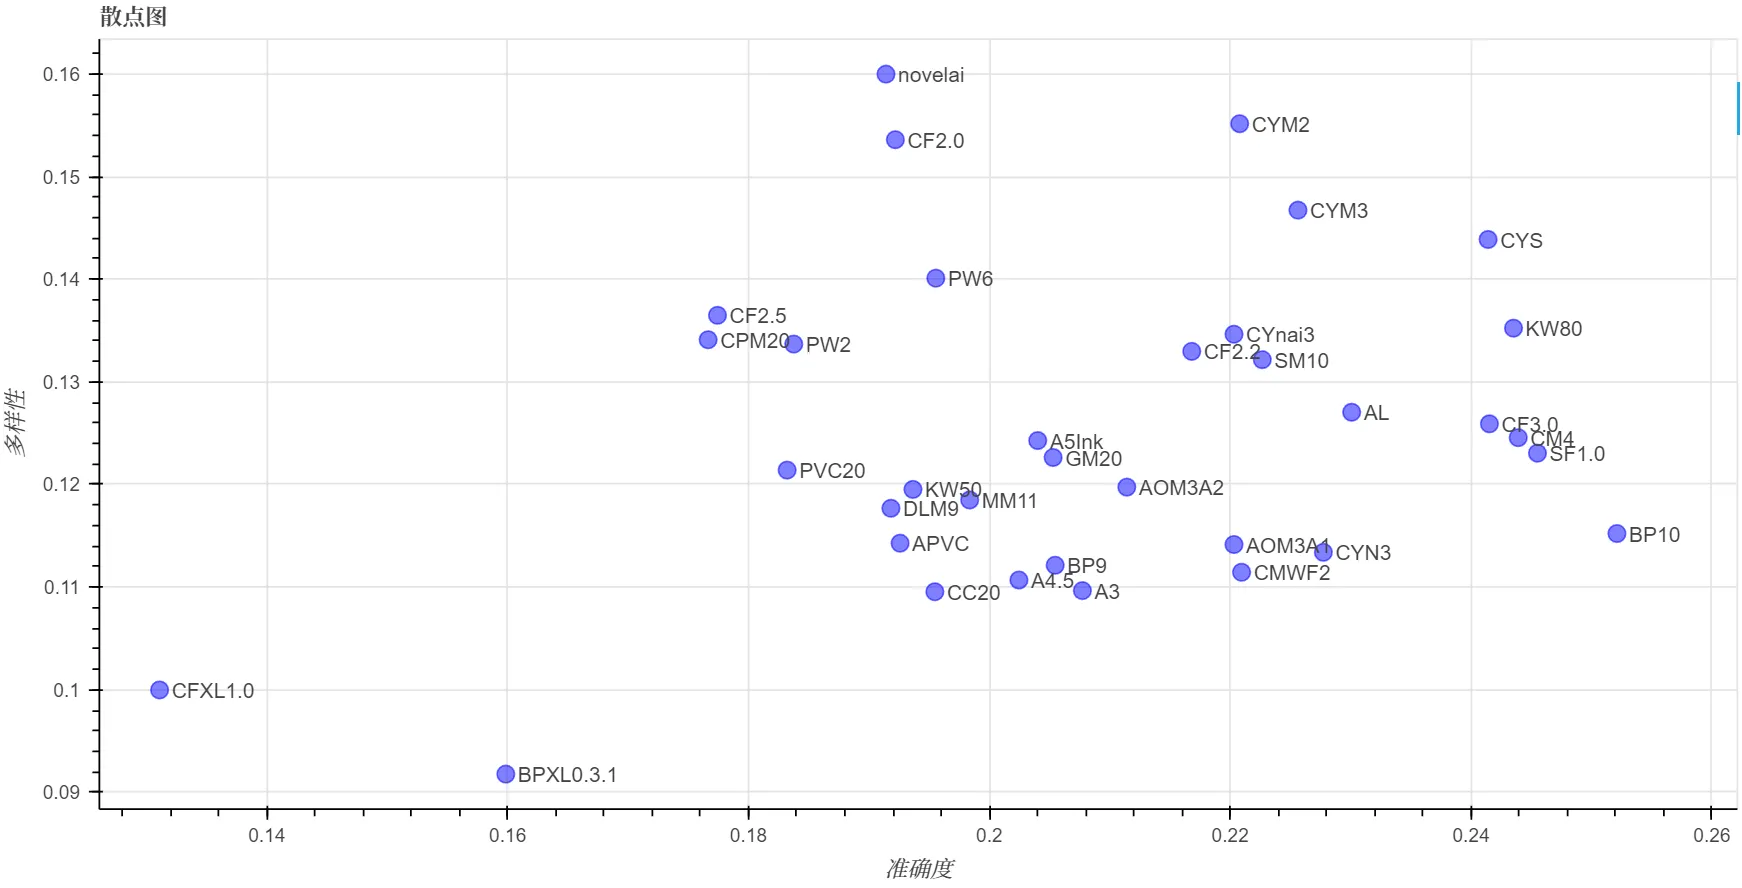 散点图
0.16
0.15
0.14
0.13
0.12
0.11
0.1
0.09
多样性
novelai
CYM2
CF2.0
CYM3
CYS
PW6
CF2.5
KW80
CYnai3
CPM20
PW2
CF2.2
SM10
AL
CF3.0
CM4
A5Ink
SF1.0
GM20
PVC20
AOM3A2
KW50
MM11
DLM9
BP10
APVC
AOM3A1
CYN3
BP9
CMWF2
A4.5
A3
CC20
CFXL1.0
BPXL0.3.1
0.14
0.16
0.18
0.2
0.22
0.24
0.26
准确度